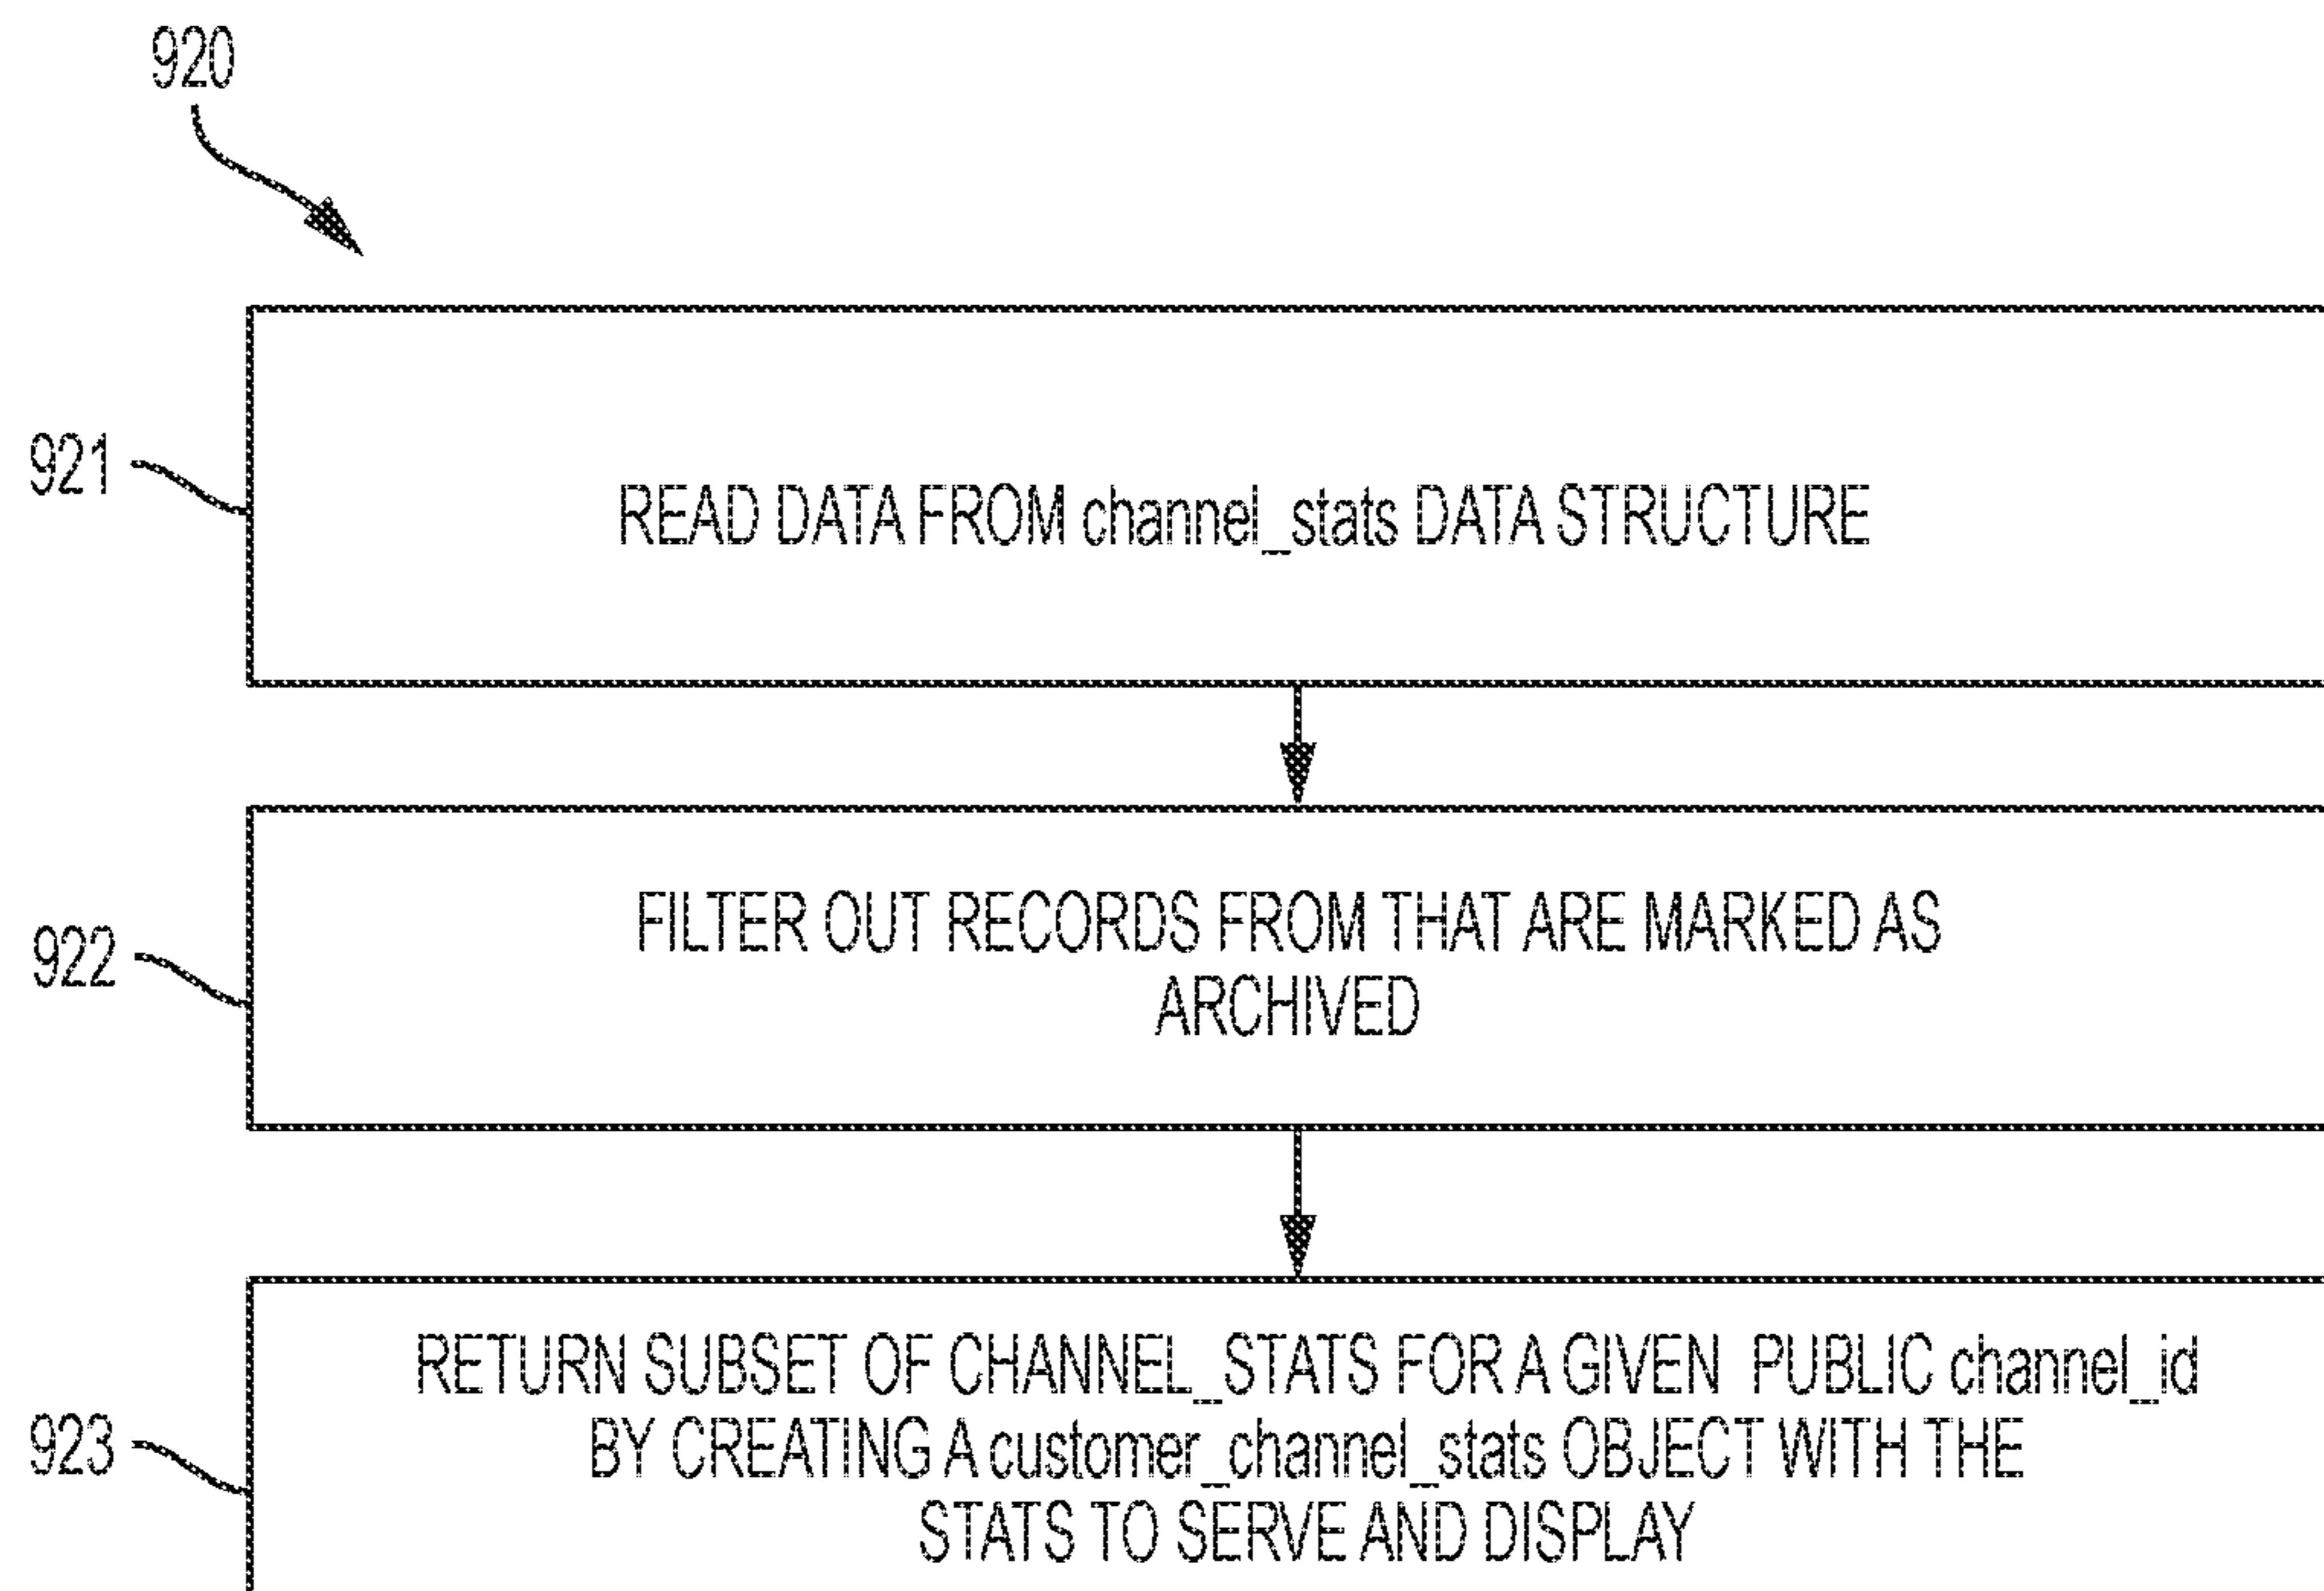 920
921
READ DATA FROM channel_stats DATA STRUCTURE
922
FILTER OUT RECORDS FROM THAT ARE MARKED AS
ARCHIVED
923
RETURN SUBSET OF CHANNEL_STATS FOR A GIVEN PUBLIC channel_id
BY CREATING A customer_channel_stats OBJECT WITH THE
STATS TO SERVE AND DISPLAY